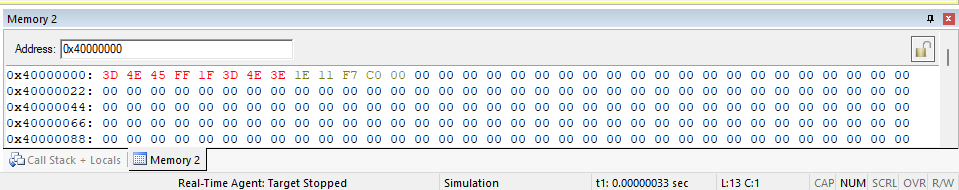 Memory 2
Address: 0x40000000
0x40000000: 3D 4E 45 FF 1F 3D 4E 3E 1E 11 F7 C0 00 00 00 00 00 00 00 00 00 00 00 00 00 00 00 00 00 00 00 00 00 00
0x40000022: 00 00 00 00 00 00 00 00 00 00 00 00 00 00 00 00 00 00 00 00 00 00 00 00 00 00 00 00 00 00 00 00 00 00
0x40000044: 00 00 00 00 00 00 00 00 00 00 00 00 00 00 00 00 00 00 00 00 00 00 00 00 00 00 00 00 00 00 00 00 00 00
0x40000066: 00 00 00 00 00 00 00 00 00 00 00 00 00 00 00 00 00 00 00 00 00 00 00 00 00 00 00 00 00 00 00 00 00 00
0x40000088: 00 00 00 00 00 00 00 00 00 00 00 00 00 00 00 00 00 00 00 00 00 00 00 00 00 00 00 00 00 00 00 00 00 00
Call Stack + Locals Memory 2
Real-Time Agent: Target Stopped Simulation t1: 0.00000033 sec L:13 C:1 CAP NUM SCRL OVR R/W